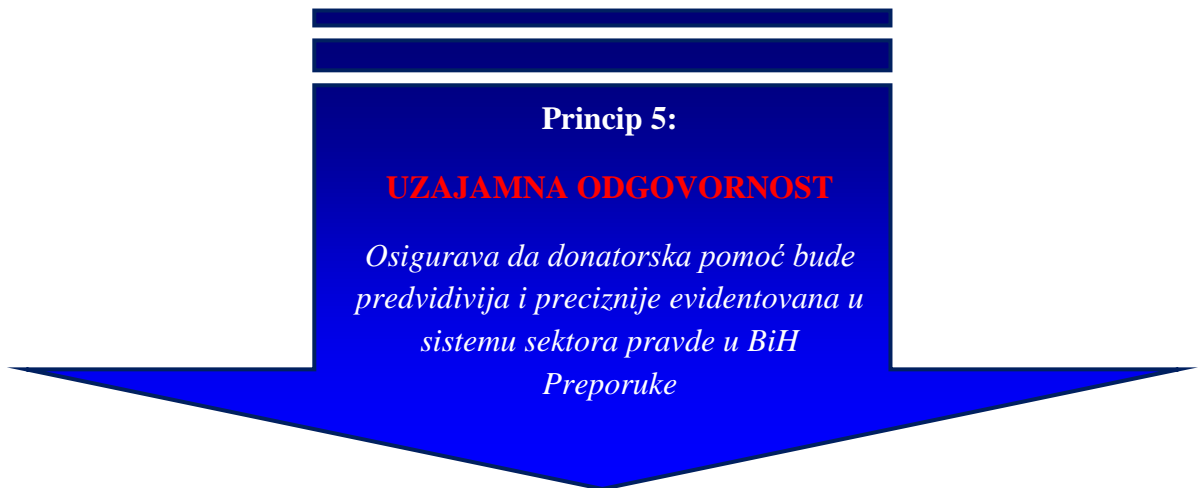 Princip 5:
UZAJAMNA ODGOVORNOST
Osigurava da donatorska pomoć bude
predvidivija i preciznije evidentovana u
sistemu sektora pravde u BiH
Preporuke